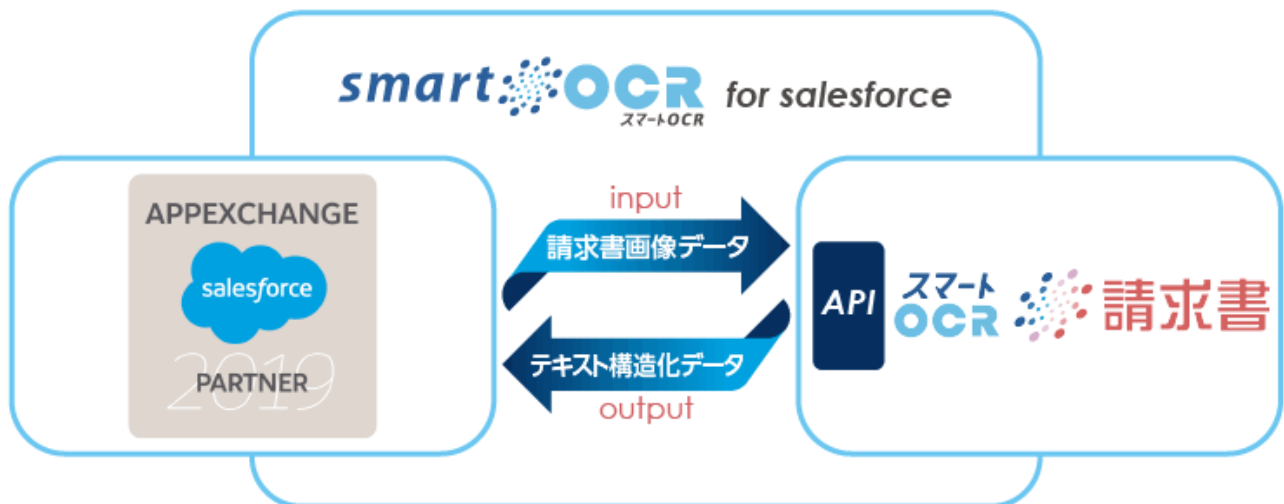 smart OCR for salesforce
スマートOCR
APPEXCHANGE
salesforce
2019
PARTNER
input
請求書画像データ
テキスト構造化データ
output
API
スマート
OCR
請求書